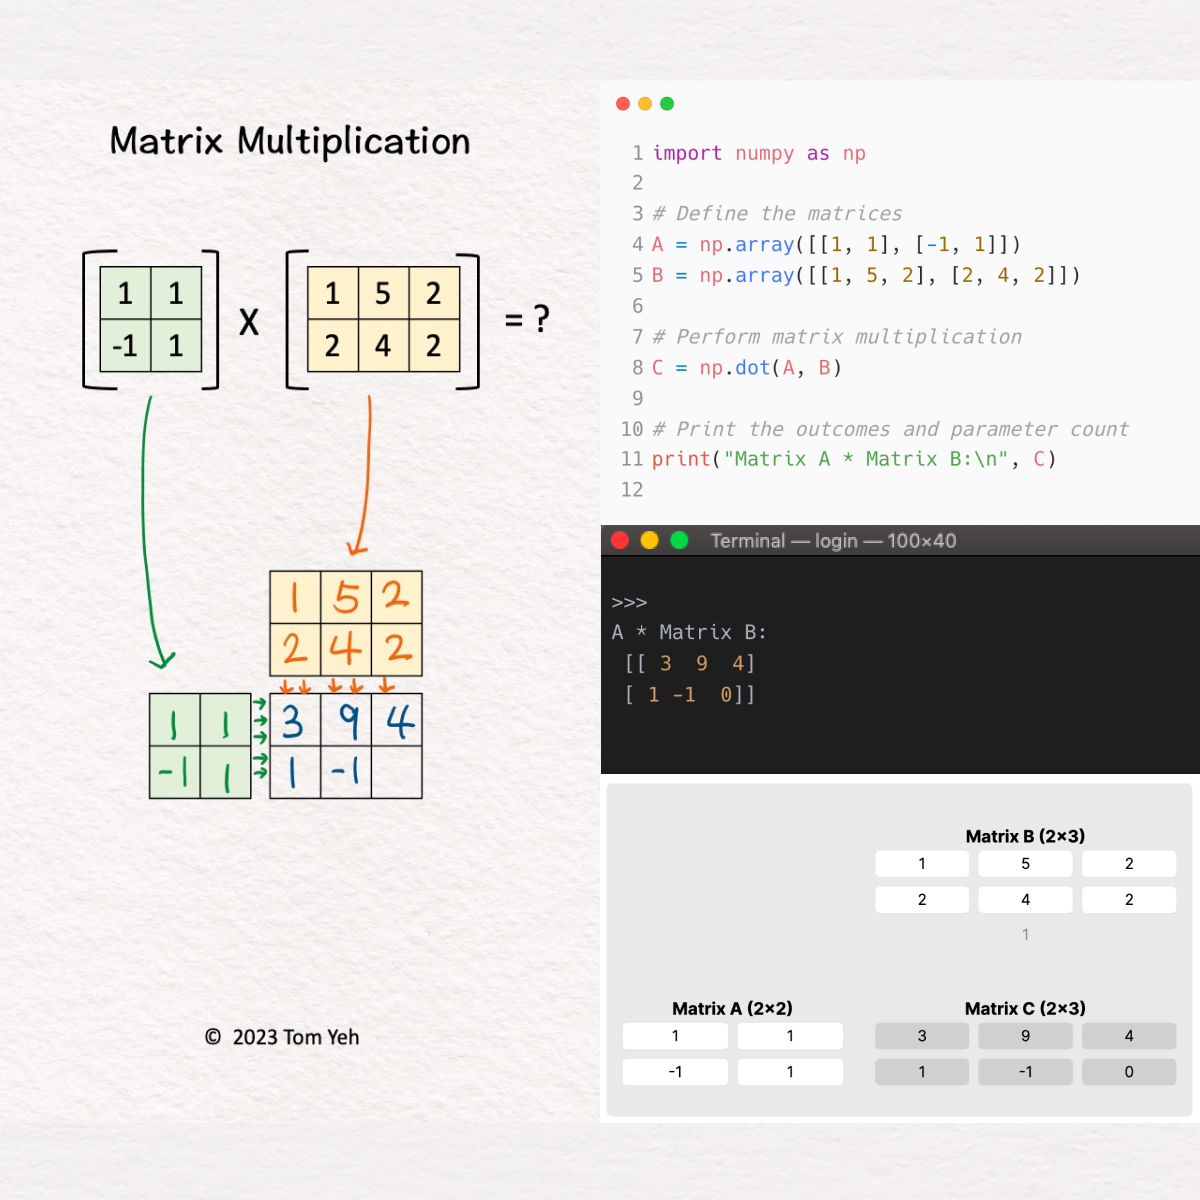 Matrix Multiplication
1 1
-1 1
X
1 5 2
2 4 2
= ?
1 5 2
2 4 2
1 1
-1 1
3 9 4
1 -1
© 2023 Tom Yeh
1 import numpy as np
2
3 # Define the matrices
4 A = np.array([[1, 1], [-1, 1]])
5 B = np.array([[1, 5, 2], [2, 4, 2]])
6
7 # Perform matrix multiplication
8 C = np.dot(A, B)
9
10 # Print the outcomes and parameter count
11 print("Matrix A * Matrix B:\n", C)
12
Terminal — login — 100×40
>>>
A * Matrix B:
[[ 3 9 4]
[ 1 -1 0]]
Matrix B (2×3)
1 5 2
2 4 2
1
Matrix A (2×2)
1 1
-1 1
Matrix C (2×3)
3 9 4
1 -1 0